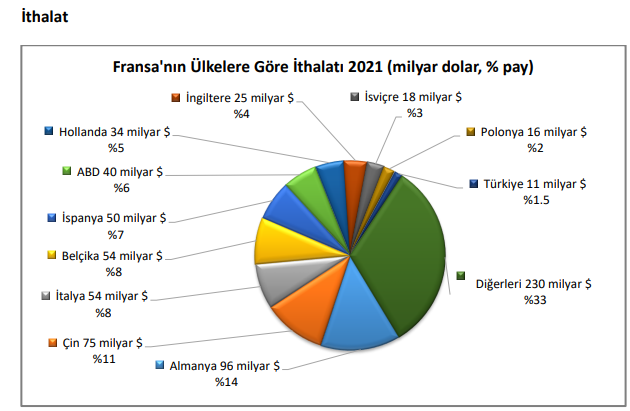 İthalat
Fransa'nın Ülkelere Göre İthalatı 2021 (milyar dolar, % pay)
İngiltere 25 milyar $
%4
İsviçre 18 milyar $
%3
Hollanda 34 milyar $
%5
Polonya 16 milyar $
%2
ABD 40 milyar $
%6
Türkiye 11 milyar $
%1.5
İspanya 50 milyar $
%7
Belçika 54 milyar $
%8
Diğerleri 230 milyar $
%33
İtalya 54 milyar $
%8
Çin 75 milyar $
%11
Almanya 96 milyar $
%14